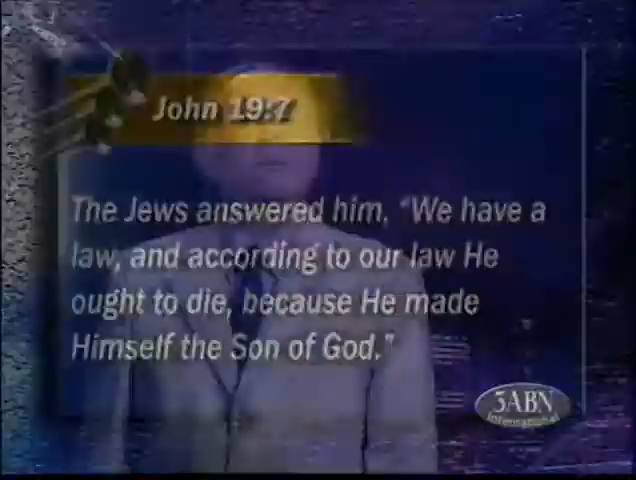 John 19:7
The Jews answered him, "We have a
law, and according to our law He
ought to die, because He made
Himself the Son of God."
3ABN
International